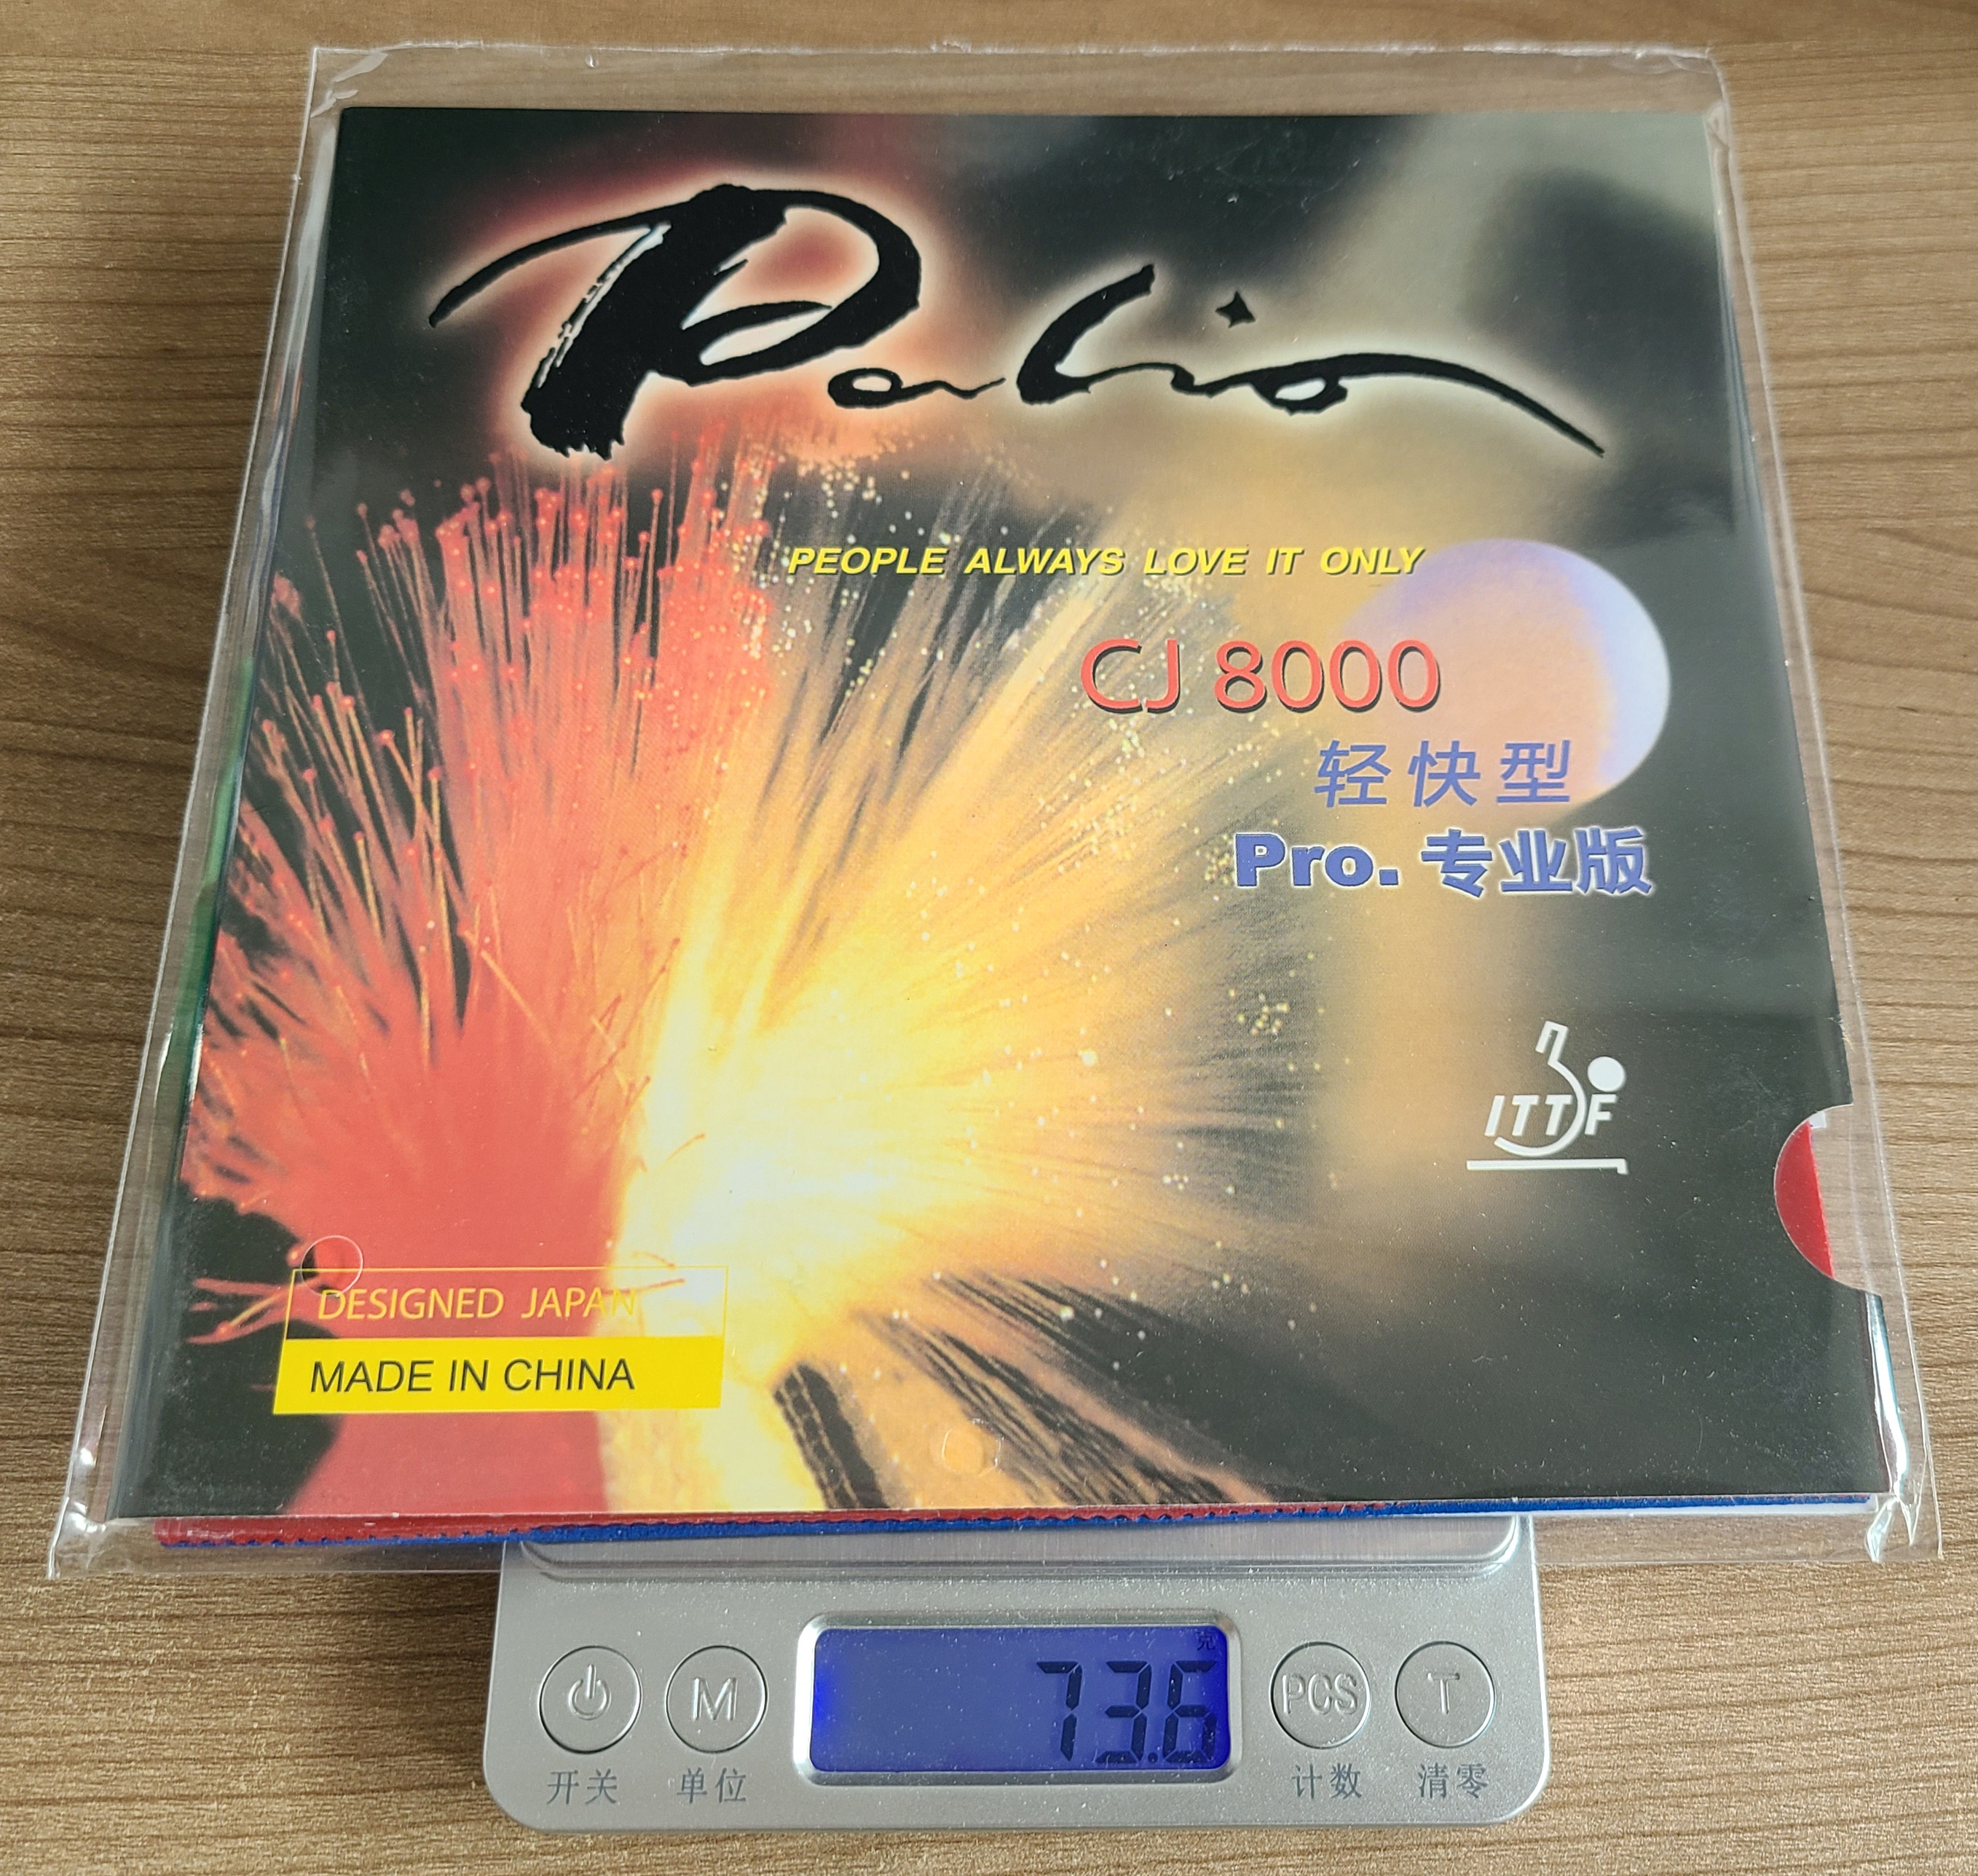 Palio
PEOPLE ALWAYS LOVE IT ONLY
CJ 8000
轻快型
Pro. 专业版
ITTF
DESIGNED JAPAN
MADE IN CHINA
克
73.6
M
PCS
T
开关
单位
计数
清零